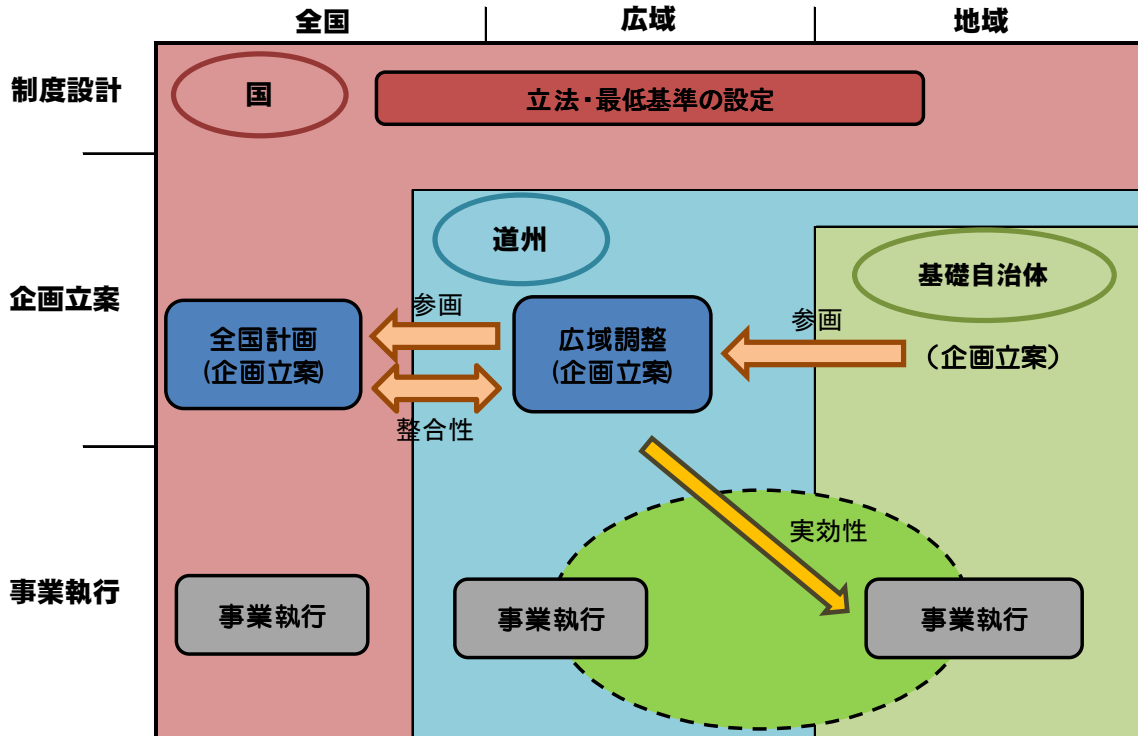 全国
広域
地域
制度設計
国
立法・最低基準の設定
道州
基礎自治体
企画立案
参画
参画
全国計画
(企画立案)
広域調整
(企画立案)
（企画立案）
整合性
実効性
事業執行
事業執行
事業執行
事業執行